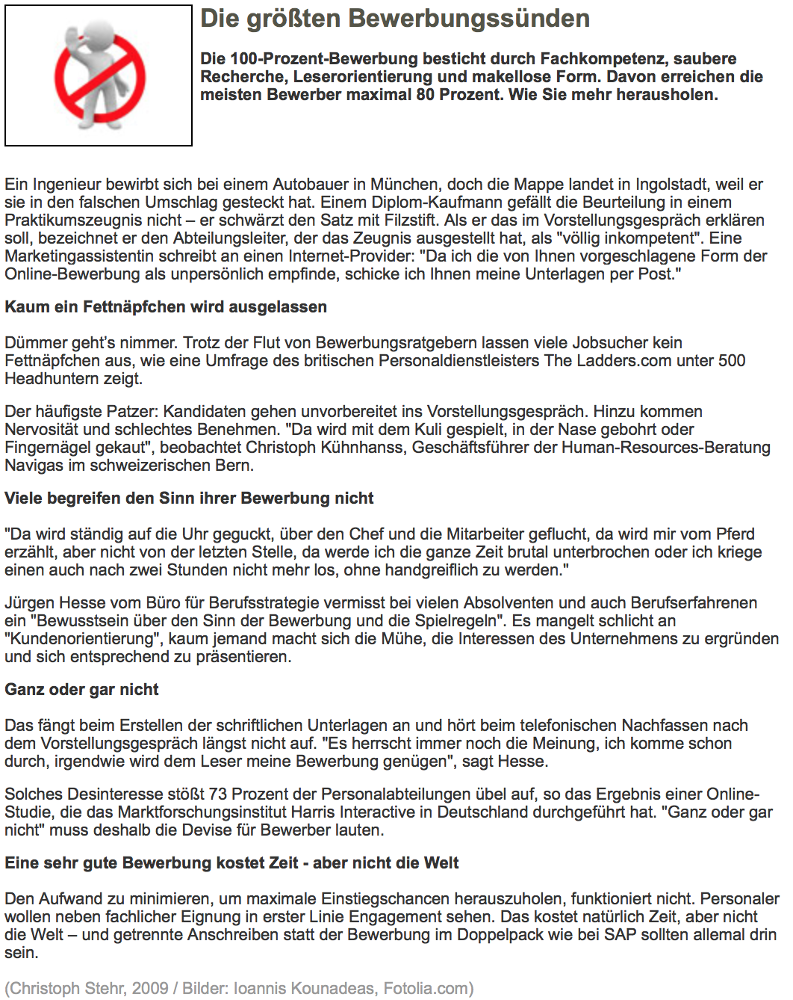 Die größten Bewerbungssünden
Die 100-Prozent-Bewerbung besticht durch Fachkompetenz, saubere
Recherche, Leserorientierung und makellose Form. Davon erreichen die
meisten Bewerber maximal 80 Prozent. Wie Sie mehr herausholen.
Ein Ingenieur bewirbt sich bei einem Autobauer in München, doch die Mappe landet in Ingolstadt, weil er
sie in den falschen Umschlag gesteckt hat. Einem Diplom-Kaufmann gefällt die Beurteilung in einem
Praktikumszeugnis nicht – er schwärzt den Satz mit Filzstift. Als er das im Vorstellungsgespräch erklären
soll, bezeichnet er den Abteilungsleiter, der das Zeugnis ausgestellt hat, als "völlig inkompetent". Eine
Marketingassistentin schreibt an einen Internet-Provider: "Da ich die von Ihnen vorgeschlagene Form der
Online-Bewerbung als unpersönlich empfinde, schicke ich Ihnen meine Unterlagen per Post."
Kaum ein Fettnäpfchen wird ausgelassen
Dümmer geht’s nimmer. Trotz der Flut von Bewerbungsratgebern lassen viele Jobsucher kein
Fettnäpfchen aus, wie eine Umfrage des britischen Personaldienstleisters The Ladders.com unter 500
Headhuntern zeigt.
Der häufigste Patzer: Kandidaten gehen unvorbereitet ins Vorstellungsgespräch. Hinzu kommen
Nervosität und schlechtes Benehmen. "Da wird mit dem Kuli gespielt, in der Nase gebohrt oder
Fingernägel gekaut", beobachtet Christoph Kühnhanss, Geschäftsführer der Human-Resources-Beratung
Navigas im schweizerischen Bern.
Viele begreifen den Sinn ihrer Bewerbung nicht
"Da wird ständig auf die Uhr geguckt, über den Chef und die Mitarbeiter geflucht, da wird mir vom Pferd
erzählt, aber nicht von der letzten Stelle, da werde ich die ganze Zeit brutal unterbrochen oder ich kriege
einen auch nach zwei Stunden nicht mehr los, ohne handgreiflich zu werden."
Jürgen Hesse vom Büro für Berufsstrategie vermisst bei vielen Absolventen und auch Berufserfahrenen
ein "Bewusstsein über den Sinn der Bewerbung und die Spielregeln". Es mangelt schlicht an
"Kundenorientierung", kaum jemand macht sich die Mühe, die Interessen des Unternehmens zu ergründen
und sich entsprechend zu präsentieren.
Ganz oder gar nicht
Das fängt beim Erstellen der schriftlichen Unterlagen an und hört beim telefonischen Nachfassen nach
dem Vorstellungsgespräch längst nicht auf. "Es herrscht immer noch die Meinung, ich komme schon
durch, irgendwie wird dem Leser meine Bewerbung genügen", sagt Hesse.
Solches Desinteresse stößt 73 Prozent der Personalabteilungen übel auf, so das Ergebnis einer Online-
Studie, die das Marktforschungsinstitut Harris Interactive in Deutschland durchgeführt hat. "Ganz oder gar
nicht" muss deshalb die Devise für Bewerber lauten.
Eine sehr gute Bewerbung kostet Zeit - aber nicht die Welt
Den Aufwand zu minimieren, um maximale Einstiegschancen herauszuholen, funktioniert nicht. Personaler
wollen neben fachlicher Eignung in erster Linie Engagement sehen. Das kostet natürlich Zeit, aber nicht
die Welt – und getrennte Anschreiben statt der Bewerbung im Doppelpack wie bei SAP sollten allemal drin
sein.
(Christoph Stehr, 2009 / Bilder: Ioannis Kounadeas, Fotolia.com)